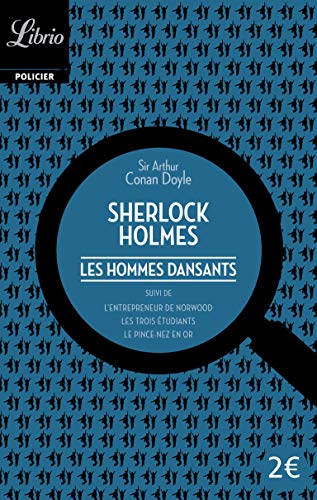 Librio
POLICIER
Sir Arthur
Conan Doyle
SHERLOCK
HOLMES
LES HOMMES DANSANTS
SUIVI DE
L'ENTREPRENEUR DE NORWOOD
LES TROIS ÉTUDIANTS
LE PINCE-NEZ EN OR
2€